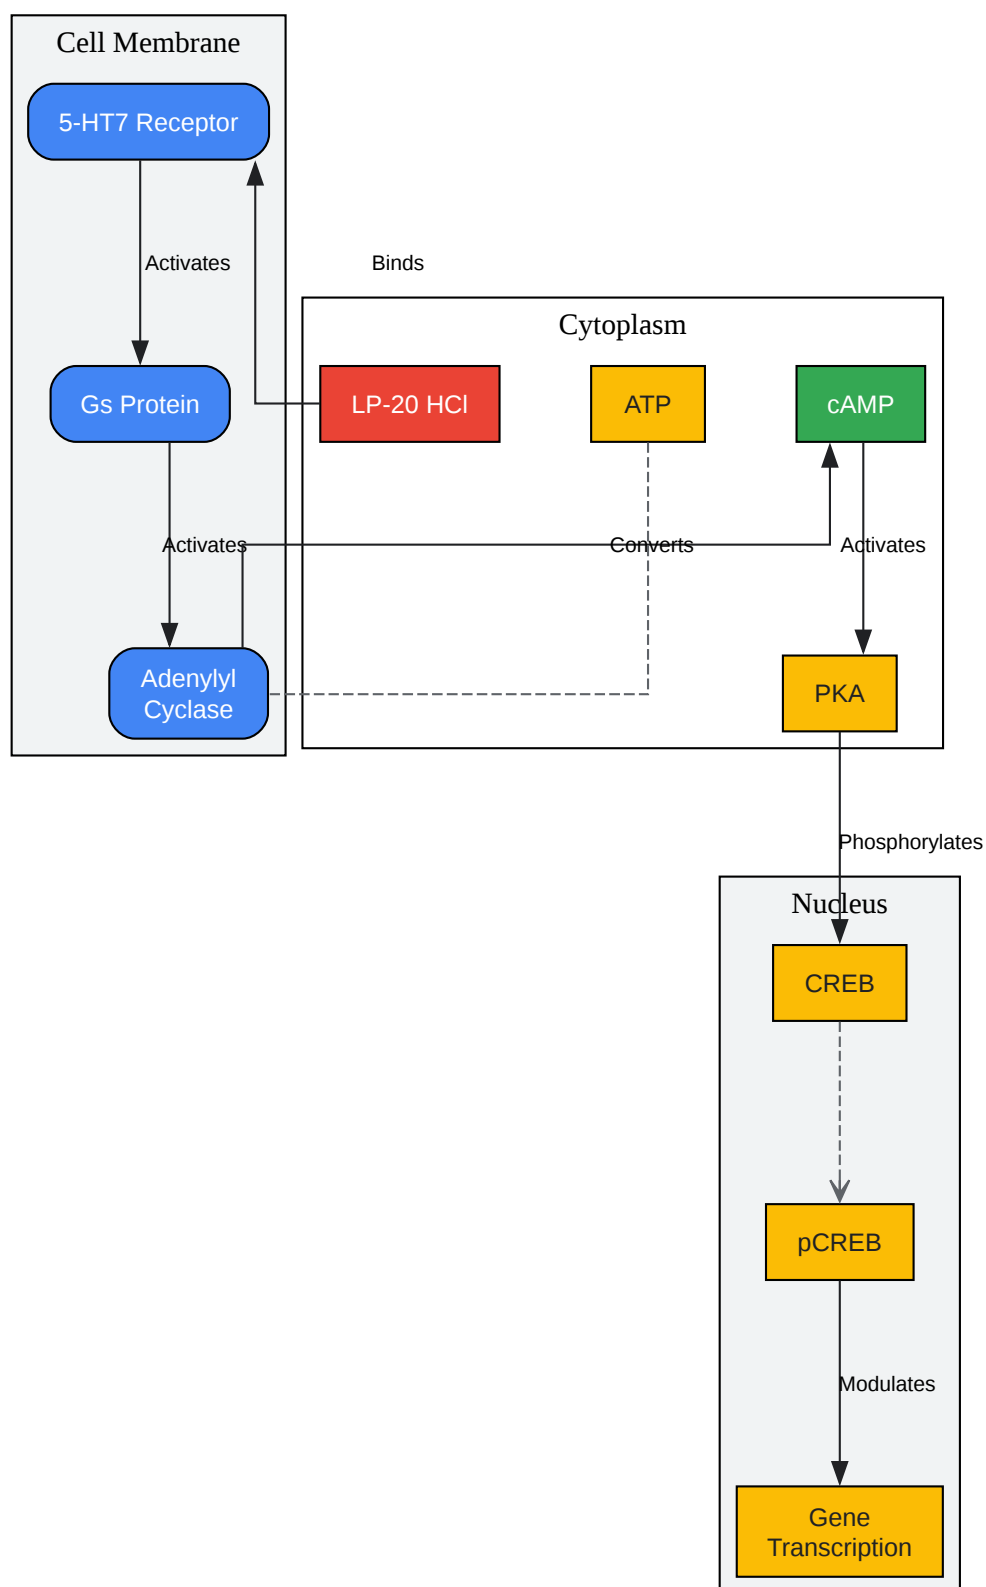 Cell Membrane
5-HT7 Receptor
Activates
Binds
Cytoplasm
Gs Protein
LP-20 HCl
ATP
cAMP
Activates
Converts
Activates
Adenylyl
Cyclase
PKA
Phosphorylates
Nucleus
CREB
pCREB
Modulates
Gene
Transcription